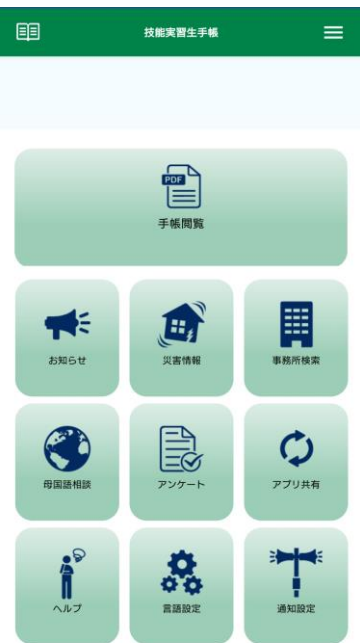 技能実習生手帳
PDF
手帳閲覧
お知らせ
災害情報
事務所検索
母国語相談
アンケート
アプリ共有
ヘルプ
言語設定
通知設定